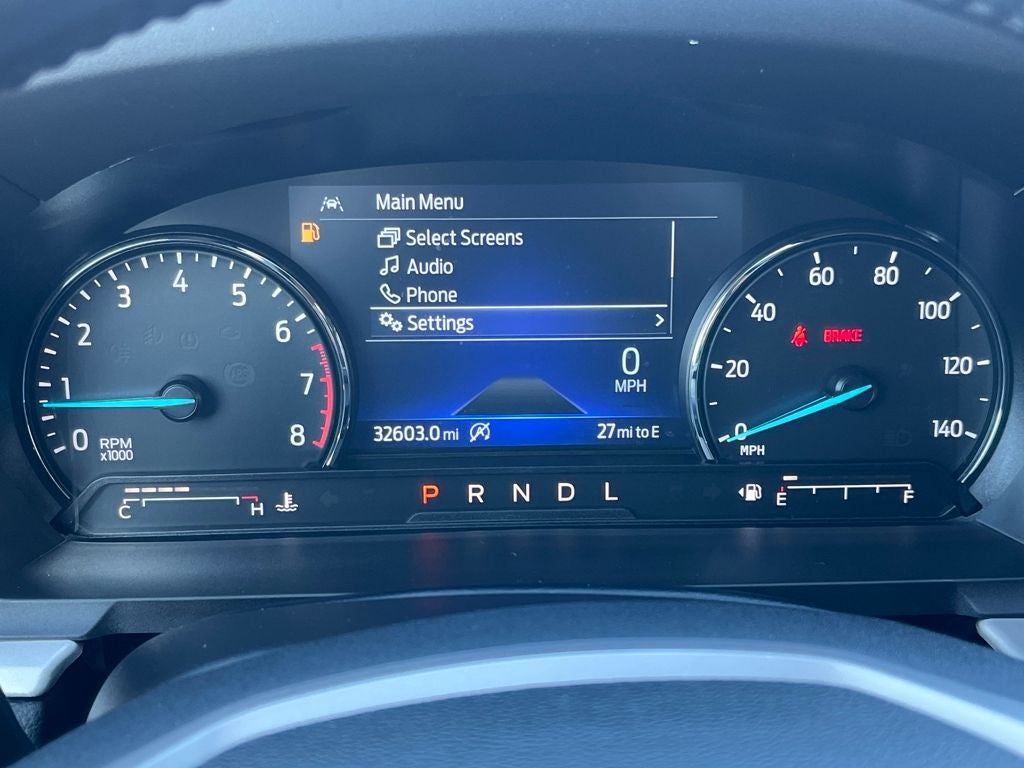 Main Menu
Select Screens
Audio
Phone
Settings
0
MPH
32603.0 mi
27 mi to E
0 1 2 3 4 5 6 7 8
RPM
x1000
0 20 40 60 80 100 120 140
MPH
BRAKE
C H
P R N D L
E F